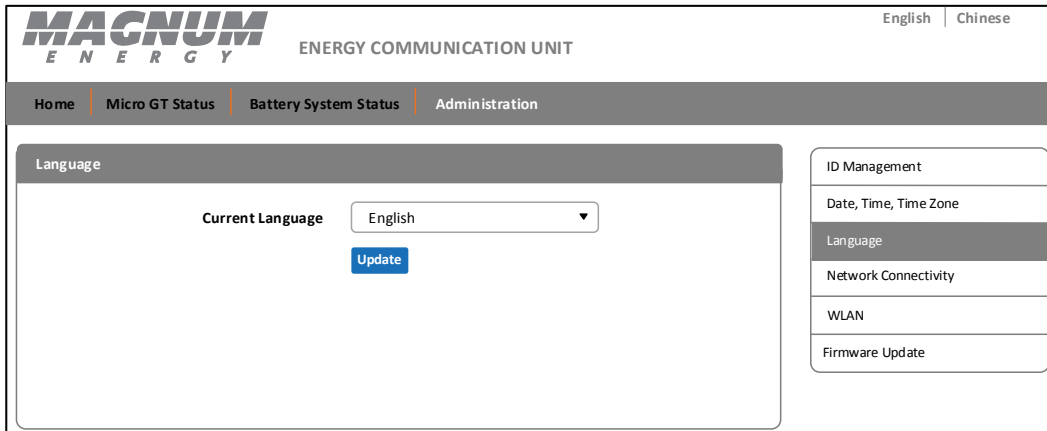 English | Chinese
MAGNUM
ENERGY
ENERGY COMMUNICATION UNIT
Home | Micro GT Status | Battery System Status | Administration
Language
Current Language English
Update
ID Management
Date, Time, Time Zone
Language
Network Connectivity
WLAN
Firmware Update